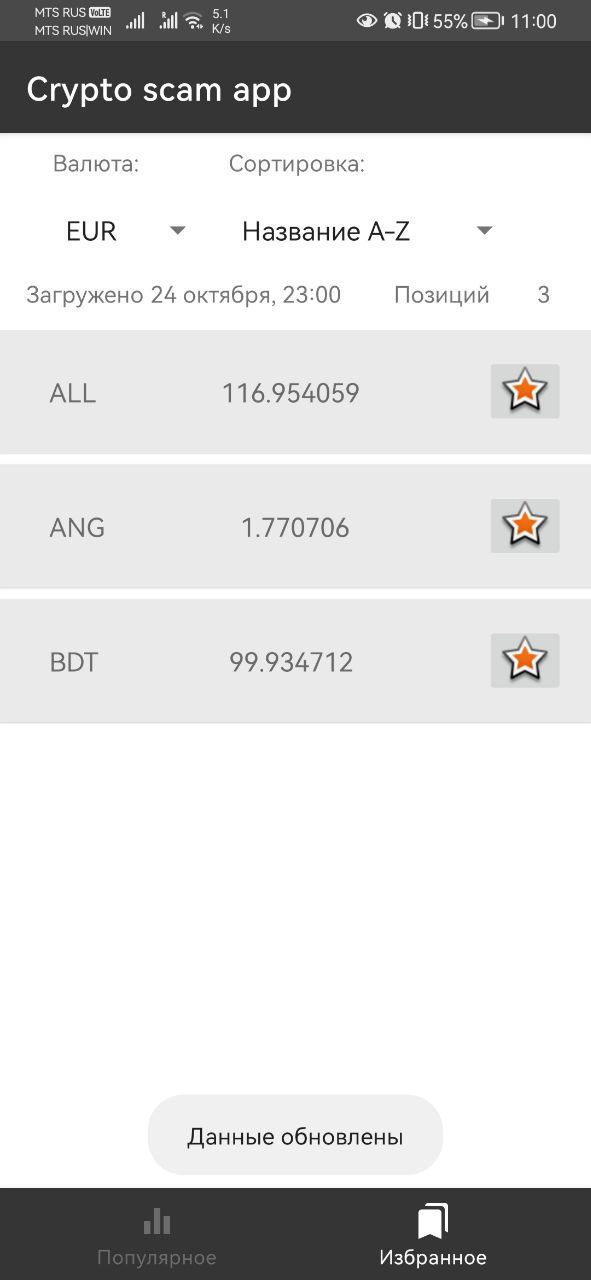 MTS RUS VoLTE
MTS RUS|WIN
R
5.1
K/s
55%
11:00
Crypto scam app
Валюта: Сортировка:
EUR Название A-Z
Загружено 24 октября, 23:00 Позиций 3
ALL 116.954059
ANG 1.770706
BDT 99.934712
Данные обновлены
Популярное Избранное